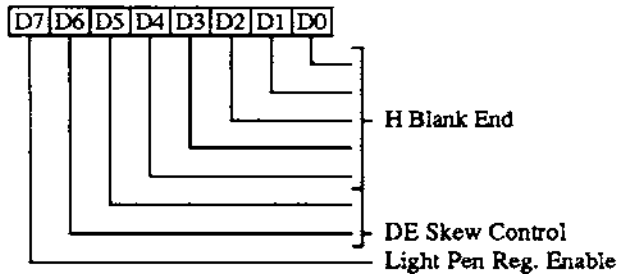 D7 D6 D5 D4 D3 D2 D1 D0
H Blank End
DE Skew Control
Light Pen Reg. Enable